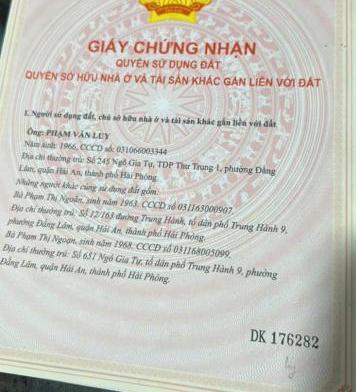 GIẤY CHỨNG NHẬN
QUYỀN SỬ DỤNG ĐẤT
QUYỀN SỞ HỮU NHÀ Ở VÀ TÀI SẢN KHÁC GẮN LIỀN VỚI ĐẤT
I. Người sử dụng đất, chủ sở hữu nhà ở và tài sản khác gắn liền với đất
Ông: PHẠM VĂN LUY
Năm sinh: 1966, CCCD số: 031066003344
Địa chỉ thường trú: Số 245 Ngô Gia Tự, TDP Thư Trung 1, phường Đằng
Lâm, quận Hải An, thành phố Hải Phòng.
Những người khác cùng sử dụng đất gồm:
Bà Phạm Thị Ngoãn, sinh năm 1963. CCCD số 031163000907.
Địa chỉ thường trú: Số 12/163 đường Trung Hành, tổ dân phố Trung Hành 9,
phường Đằng Lâm, quận Hải An, thành phố Hải Phòng.
Bà Phạm Thị Ngoạn, sinh năm 1968. CCCD số 031168005099.
Địa chỉ thường trú: Số 651 Ngô Gia Tự, tổ dân phố Trung Hành 9, phường
Đằng Lâm, quận Hải An, thành phố Hải Phòng.
DK 176282